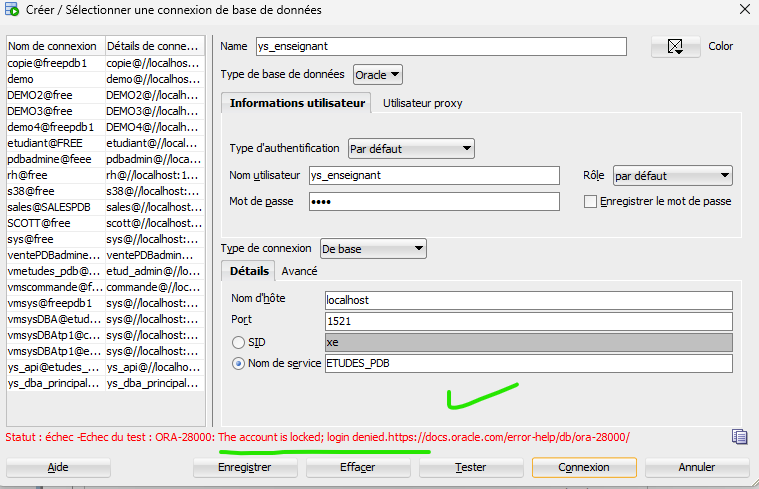 Créer / Sélectionner une connexion de base de données
Nom de connexion Détails de conne...
copie@freepdb1 copie@//localhos...
demo demo@//localhos...
DEMO2@free DEMO2@//localho...
DEMO3@free DEMO3@//localho...
demo4@freepdb1 DEMO4@//localho...
etudiant@FREE etudiant@//local...
pdbadmine@feee pdbadmin@//loca...
rh@free rh@//localhost:1...
s38@free s38@//localhost:...
sales@SALESPDB sales@//localhos...
SCOTT@free scott@//localhos...
sys@free sys@//localhost:...
ventePDBadmine... ventePDBadmin...
vmetudes_pdb@... etud_admin@//lo...
vmscommande@f... commande@//loc...
vmsys@freepdb1 sys@//localhost:...
vmsysDBA@etud... sys@//localhost:...
vmsysDBAtp1@c... sys@//localhost:...
vmsysDBAtp1@e... sys@//localhost:...
ys_api@etudes_... ys_api@//localho...
ys_dba_principal... ys_dba_principal...
Name ys_enseignant Color
Type de base de données Oracle
Informations utilisateur Utilisateur proxy
Type d'authentification Par défaut
Nom utilisateur ys_enseignant Rôle par défaut
Mot de passe •••• Enregistrer le mot de passe
Type de connexion De base
Détails Avancé
Nom d'hôte localhost
Port 1521
SID xe
Nom de service ETUDES_PDB
Statut : échec -Echec du test : ORA-28000: The account is locked; login denied.https://docs.oracle.com/error-help/db/ora-28000/
Aide Enregistrer Effacer Tester Connexion Annuler